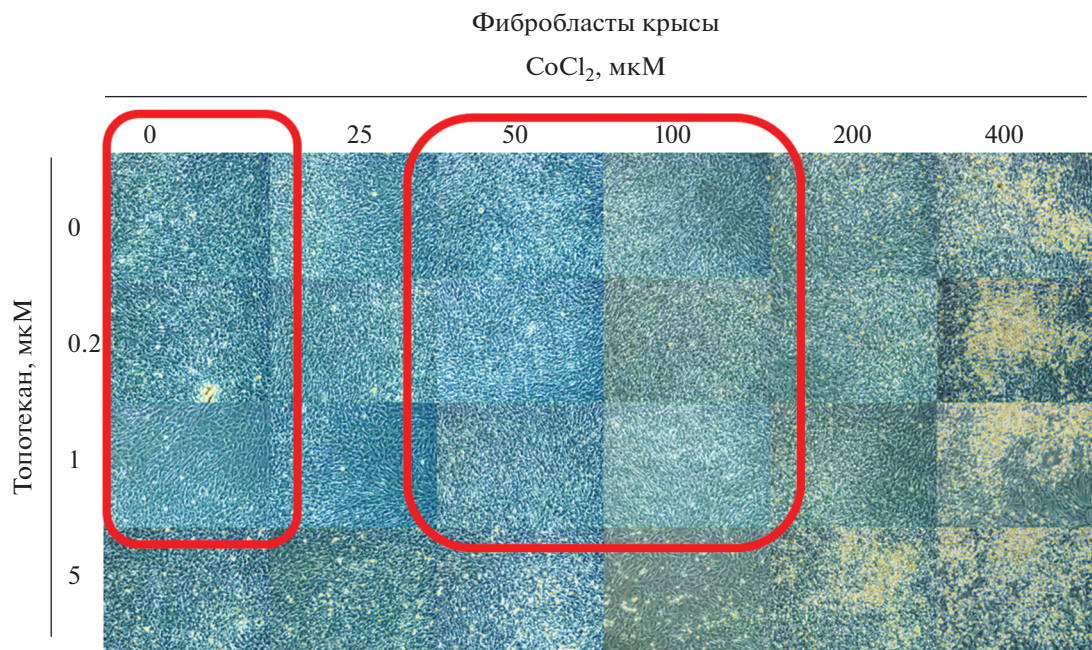 Фибробласты крысы
CoCl₂, мкМ
0 25 50 100 200 400
Топотекан, мкМ
0
0.2
1
5